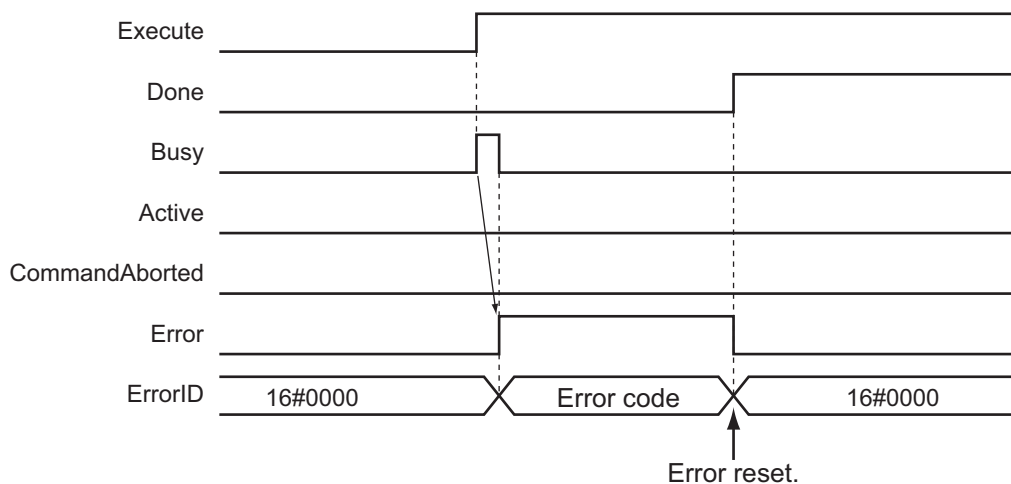 Execute
Done
Busy
Active
CommandAborted
Error
ErrorID
16#0000
Error code
16#0000
Error reset.